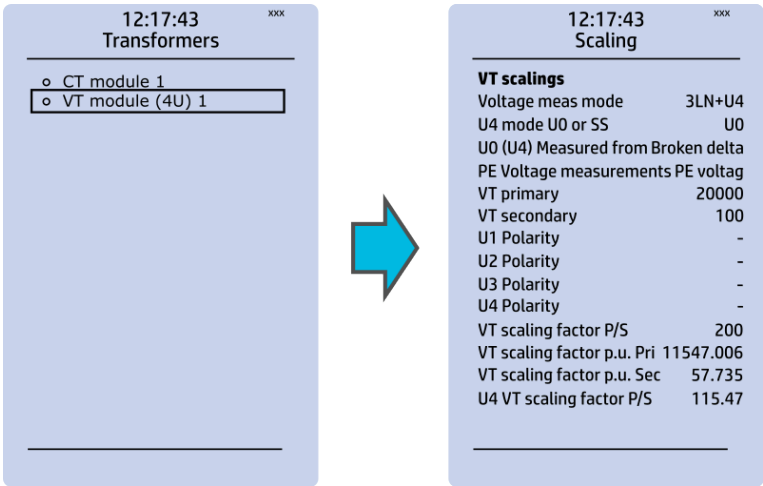 12:17:43
xxx
Transformers
CT module 1
VT module (4U) 1
12:17:43
xxx
Scaling
VT scalings
Voltage meas mode 3LN+U4
U4 mode U0 or SS U0
U0 (U4) Measured from Broken delta
PE Voltage measurements PE voltag
VT primary 20000
VT secondary 100
U1 Polarity -
U2 Polarity -
U3 Polarity -
U4 Polarity -
VT scaling factor P/S 200
VT scaling factor p.u. Pri 11547.006
VT scaling factor p.u. Sec 57.735
U4 VT scaling factor P/S 115.47